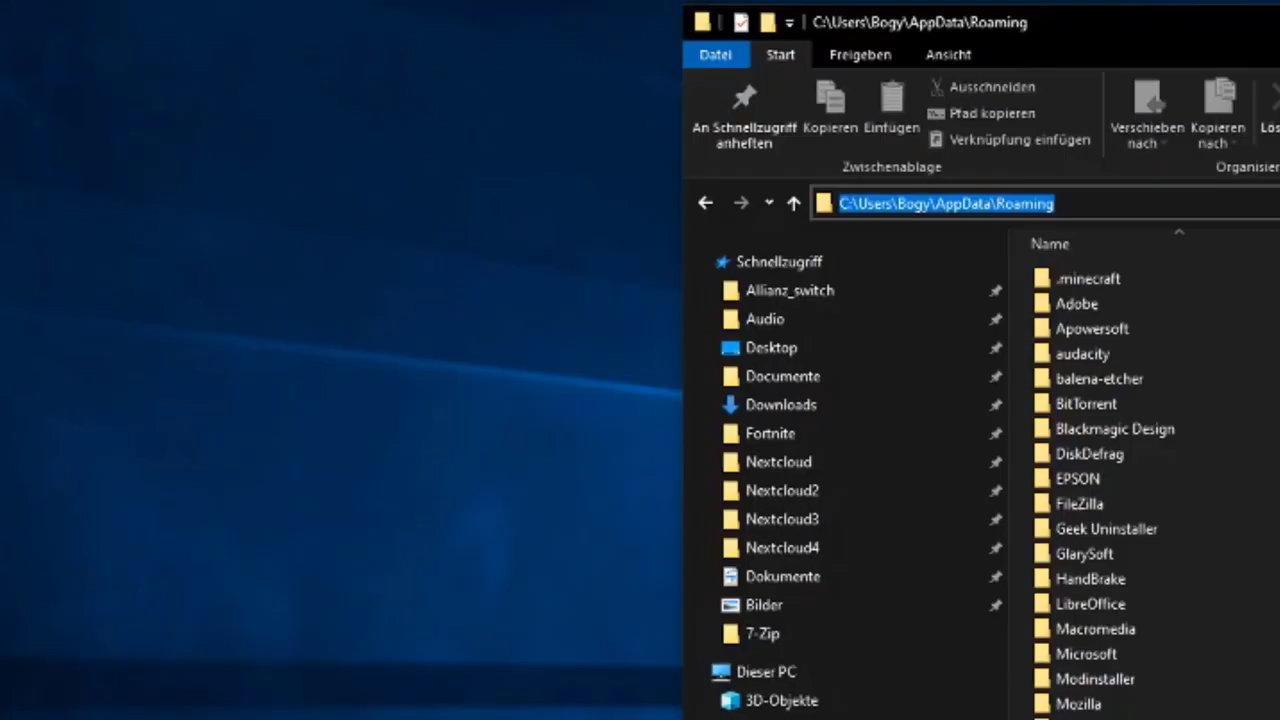 C:\Users\Bogy\AppData\Roaming
Datei Start Freigeben Ansicht
An Schnellzugriff anheften
Kopieren
Einfügen
Ausschneiden
Pfad kopieren
Verknüpfung einfügen
Zwischenablage
Verschieben nach
Kopieren nach
Lös
Organisie
C:\Users\Bogy\AppData\Roaming
Schnellzugriff
Allianz_switch
Audio
Desktop
Documente
Downloads
Fortnite
Nextcloud
Nextcloud2
Nextcloud3
Nextcloud4
Dokumente
Bilder
7-Zip
Dieser PC
3D-Objekte
Name
.minecraft
Adobe
Apowersoft
audacity
balena-etcher
BitTorrent
Blackmagic Design
DiskDefrag
EPSON
FileZilla
Geek Uninstaller
GlarySoft
HandBrake
LibreOffice
Macromedia
Microsoft
Modinstaller
Mozilla